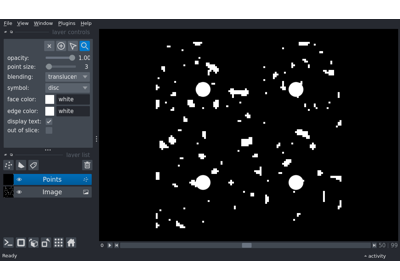 File View Window Plugins Help
layer controls
opacity: 1.00
point size: 3
blending: translucen
symbol: disc
face color: white
edge color: white
display text:
out of slice:
layer list
Points
Image
Ready
0 50 99
activity